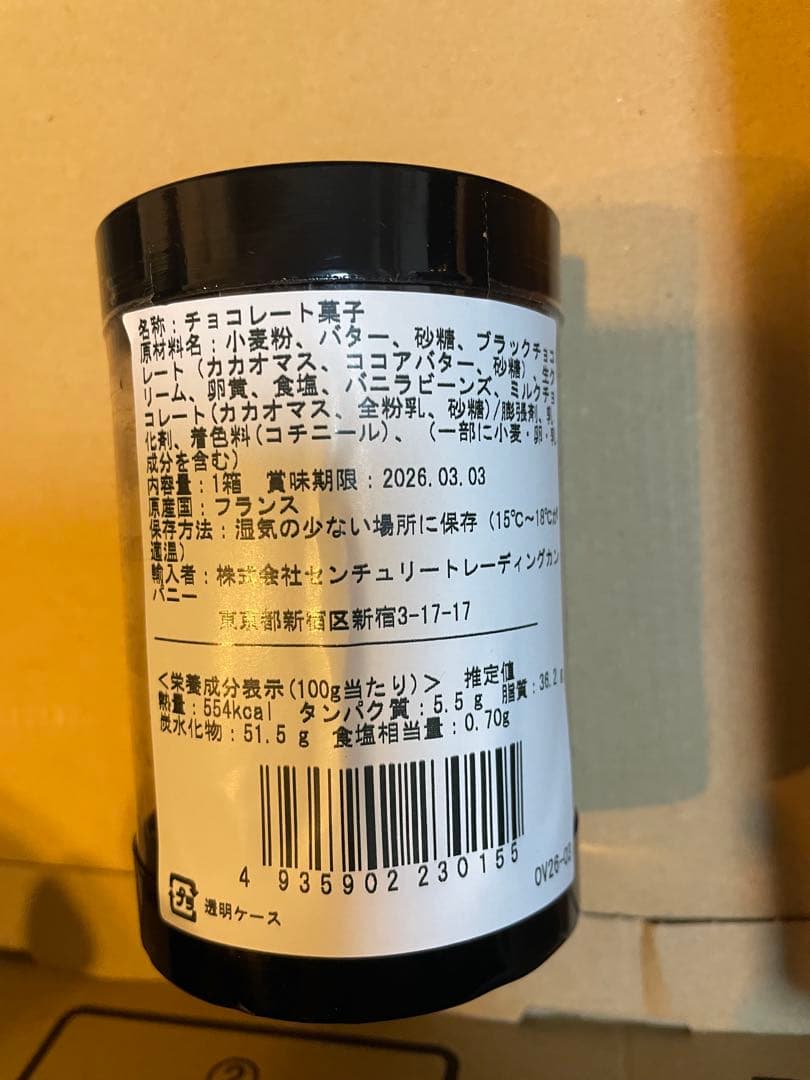 名称：チョコレート菓子
原材料名：小麦粉、バター、砂糖、ブラックチョコ
レート（カカオマス、ココアバター、砂糖）、生ク
リーム、卵黄、食塩、バニラビーンズ、ミルクチョ
コレート(カカオマス、全粉乳、砂糖)/膨張剤、乳
化剤、着色料(コチニール)、（一部に小麦・卵・乳
成分を含む）
内容量：1箱　賞味期限：2026.03.03
原産国：フランス
保存方法：湿気の少ない場所に保存（15℃～18℃が
適温）
輸入者：株式会社センチュリートレーディングカン
パニー
東京都新宿区新宿3-17-17
＜栄養成分表示(100g当たり)＞　推定値
熱量：554kcal　タンパク質：5.5g　脂質：36.2g
炭水化物：51.5g　食塩相当量：0.70g
4 935902 230155
プラ 透明ケース
OV26-03
②